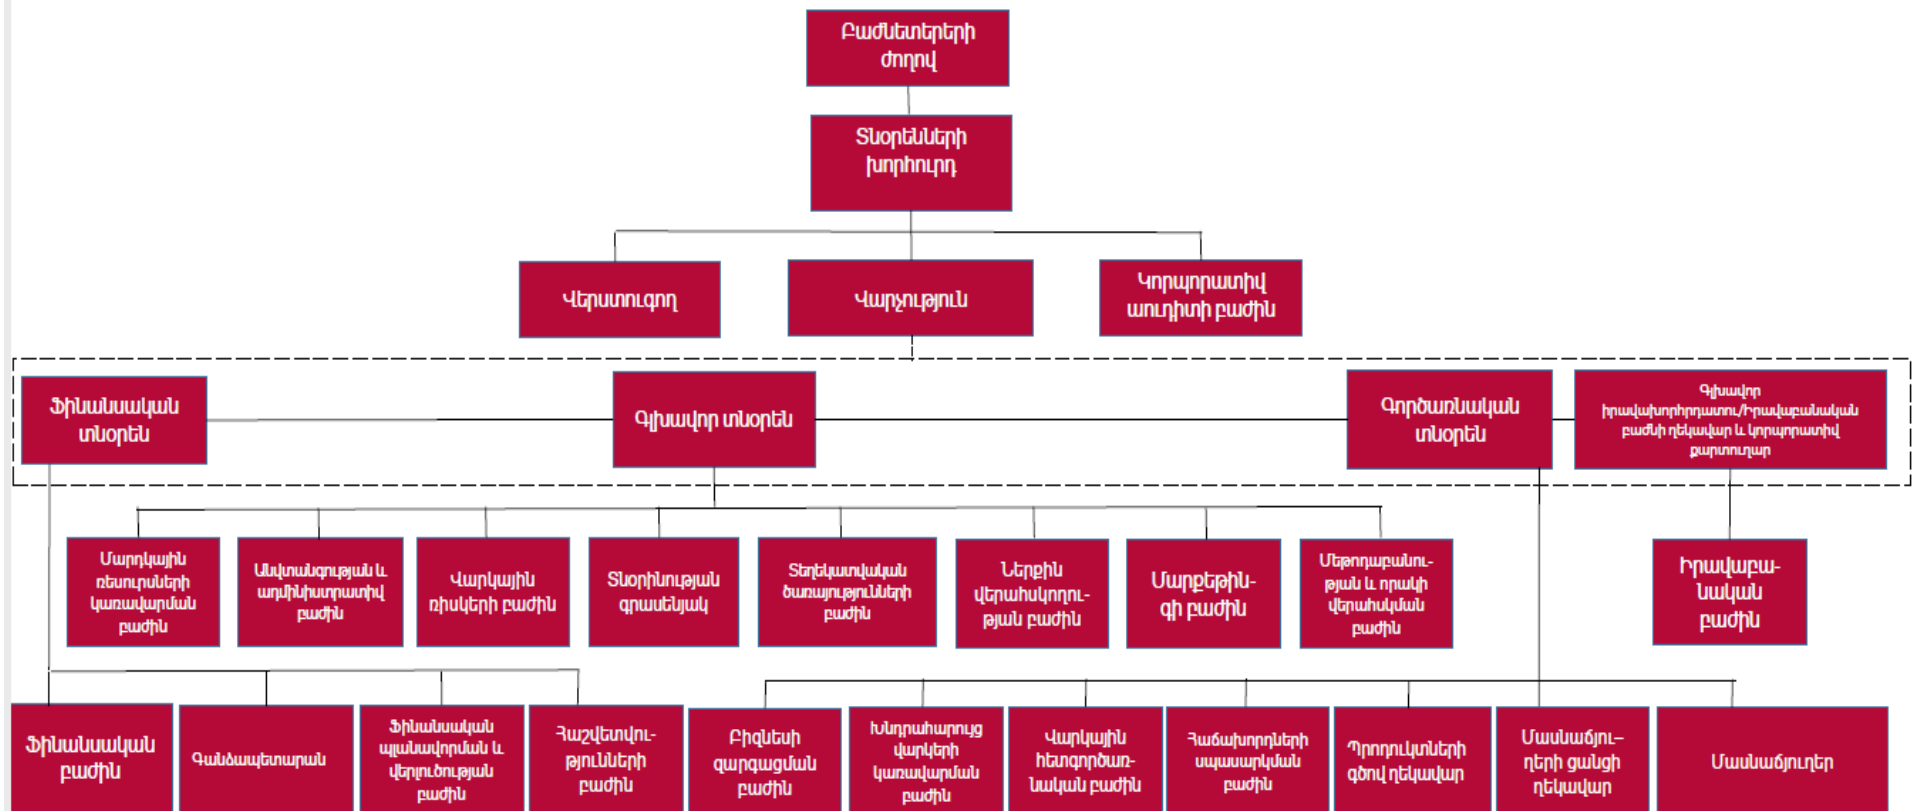 Բաժնետերերի
ժողով
Տնօրենների
խորհուրդ
Վերստուգող
Վարչություն
Կորպորատիվ
աուդիտի բաժին
Ֆինանսական
տնօրեն
Գլխավոր տնօրեն
Գործառնական
տնօրեն
Գլխավոր
իրավախորհրդատու/Իրավաբանական
բաժնի ղեկավար և կորպորատիվ
քարտուղար
Մարդկային
ռեսուրսների
կառավարման
բաժին
Անվտանգության և
ադմինիստրատիվ
բաժին
Վարկային
ռիսկերի բաժին
Տնօրինության
գրասենյակ
Տեղեկատվական
ծառայությունների
բաժին
Ներքին
վերահսկողու-
թյան բաժին
Մարքեթին-
գի բաժին
Մեթոդաբանու-
թյան և որակի
վերահսկման
բաժին
Իրավաբա-
նական
բաժին
Ֆինանսական
բաժին
Գանձապետարան
Ֆինանսական
պլանավորման և
վերլուծության
բաժին
Հաշվետվու-
թյունների
բաժին
Բիզնեսի
զարգացման
բաժին
Խնդրահարույց
վարկերի
կառավարման
բաժին
Վարկային
հետգործառ-
նական բաժին
Հաճախորդների
սպասարկման
բաժին
Պրոդուկտների
գծով ղեկավար
Մասնաճյու–
ղերի ցանցի
ղեկավար
Մասնաճյուղեր